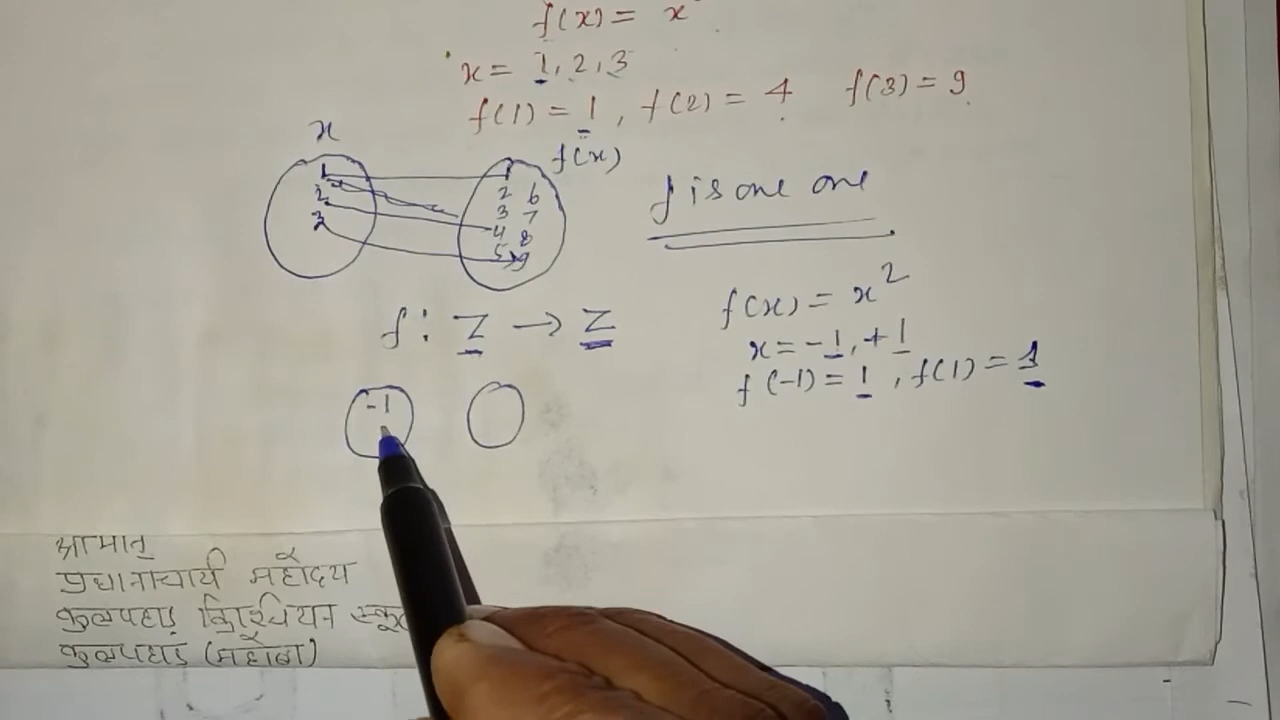 f(x) = x
x = 1, 2, 3
f(1) = 1, f(2) = 4 f(3) = 9
x f(x)
1 1
2 2 6
3 3 7
4 8
5 9
f is one one
f : Z → Z
f(x) = x²
x = -1, +1
f(-1) = 1, f(1) = 1
-1
प्रधानाचार्य महोदय
कुलपहाड़ क्रिश्चियन स्कू
कुलपहाड़ (महोबा)